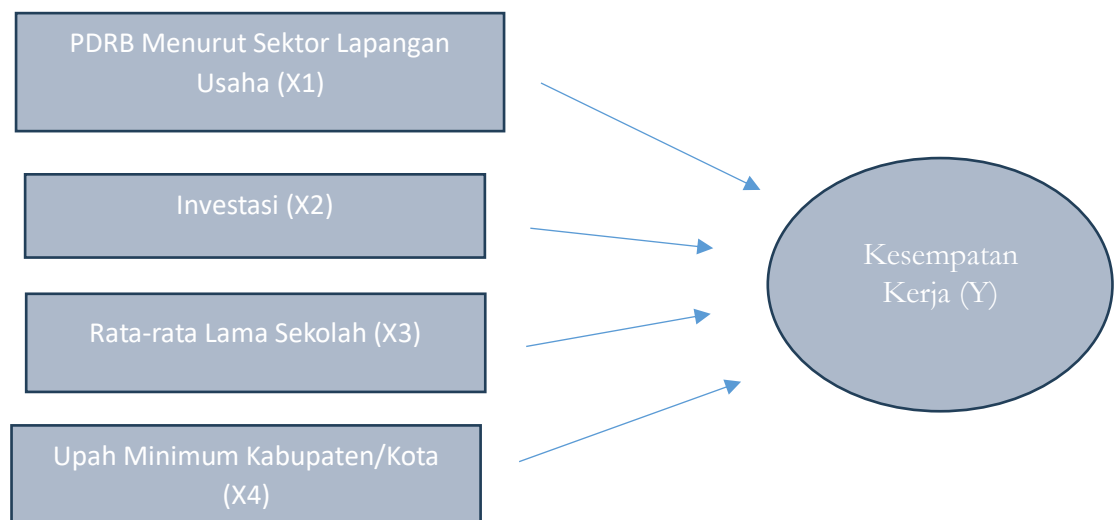 PDRB Menurut Sektor Lapangan
Usaha (X1)
Investasi (X2)
Rata-rata Lama Sekolah (X3)
Upah Minimum Kabupaten/Kota
(X4)
Kesempatan
Kerja (Y)